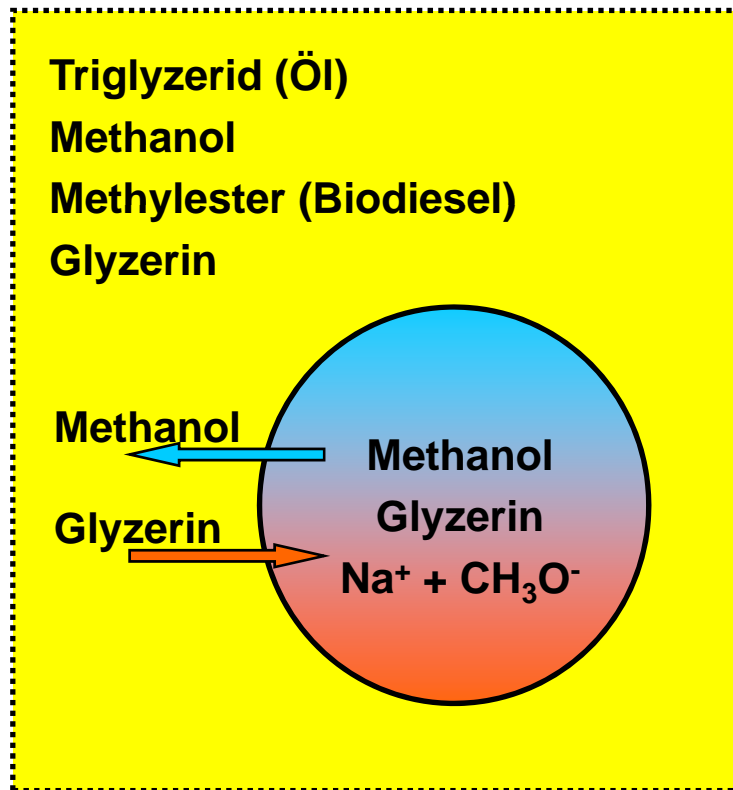 Triglyzerid (Öl)
Methanol
Methylester (Biodiesel)
Glyzerin
Methanol
Glyzerin
Methanol
Glyzerin
Na⁺ + CH₃O⁻